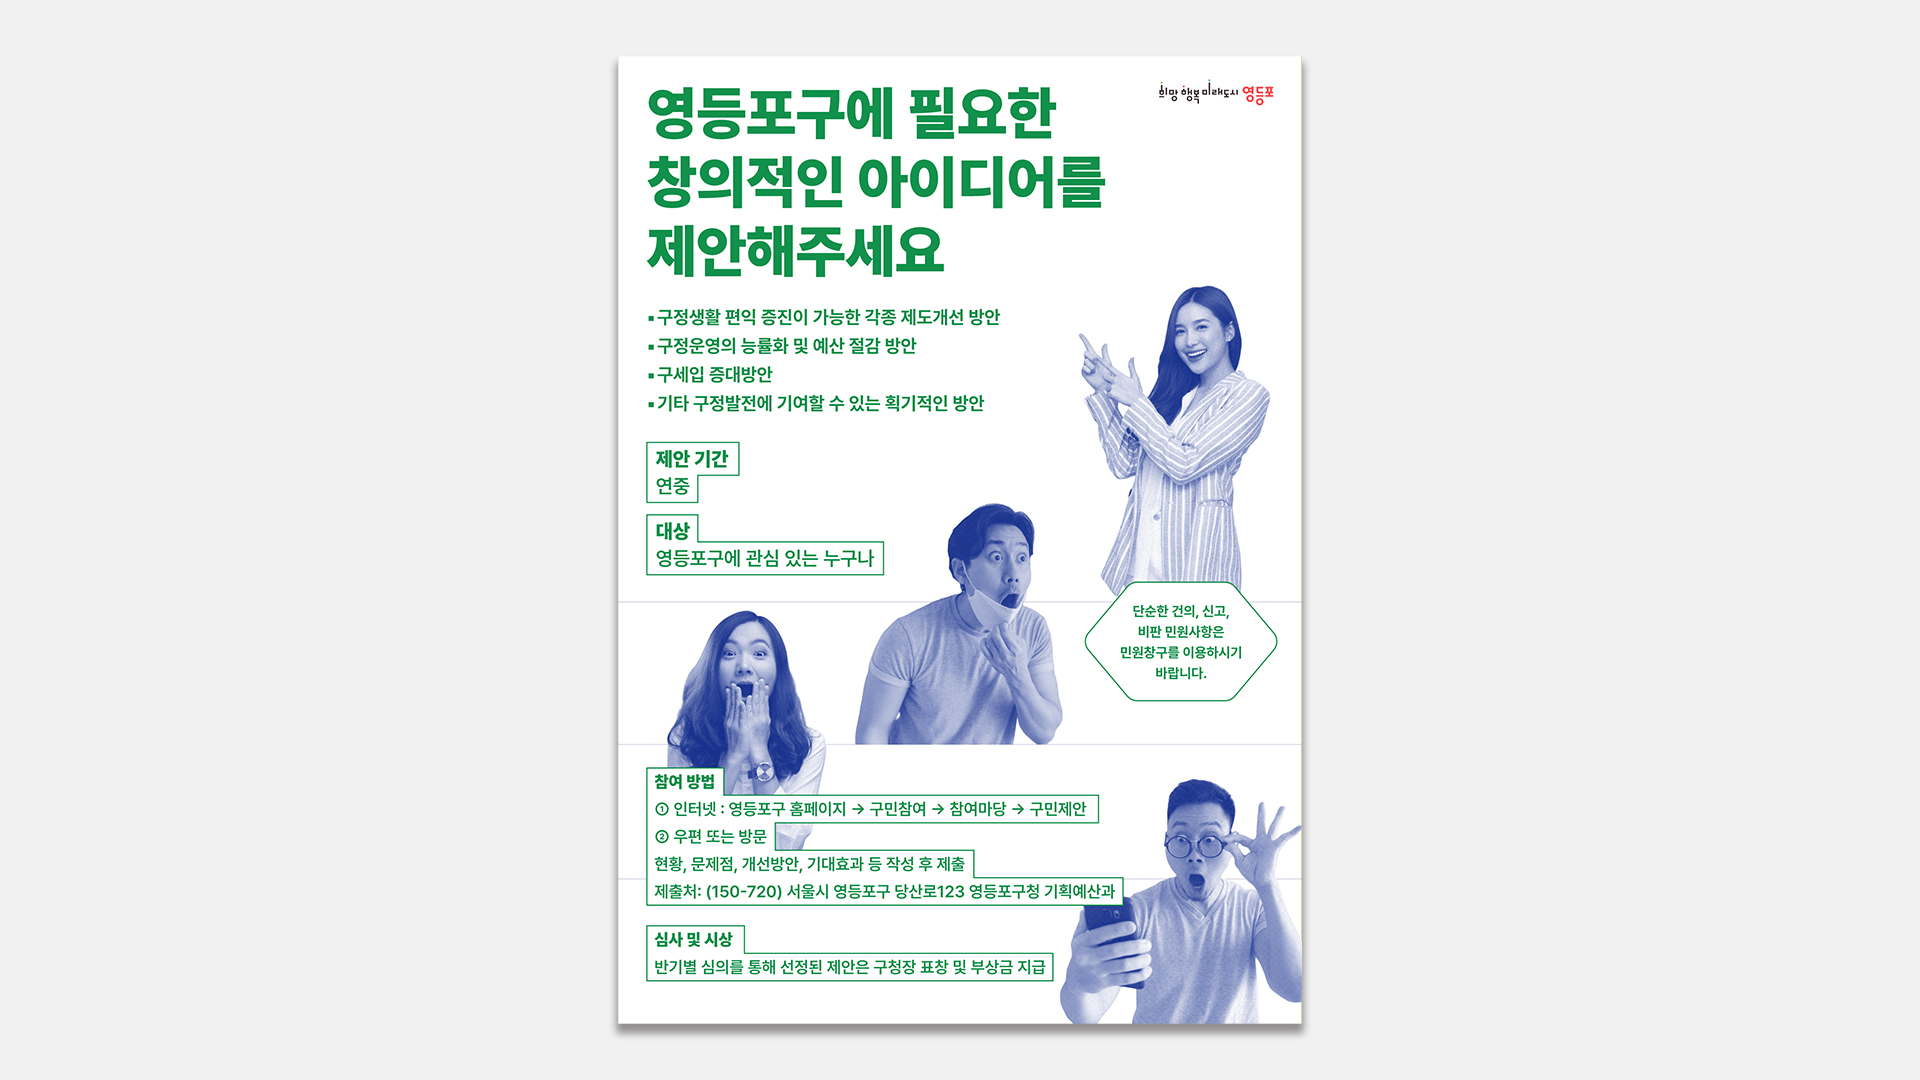 영등포구에 필요한
창의적인 아이디어를
제안해주세요
희망 행복 미래도시 영등포
▪구정생활 편익 증진이 가능한 각종 제도개선 방안
▪구정운영의 능률화 및 예산 절감 방안
▪구세입 증대방안
▪기타 구정발전에 기여할 수 있는 획기적인 방안
제안 기간
연중
대상
영등포구에 관심 있는 누구나
단순한 건의, 신고,
비판 민원사항은
민원창구를 이용하시기
바랍니다.
참여 방법
① 인터넷 : 영등포구 홈페이지 → 구민참여 → 참여마당 → 구민제안
② 우편 또는 방문
현황, 문제점, 개선방안, 기대효과 등 작성 후 제출
제출처: (150-720) 서울시 영등포구 당산로123 영등포구청 기획예산과
심사 및 시상
반기별 심의를 통해 선정된 제안은 구청장 표창 및 부상금 지급